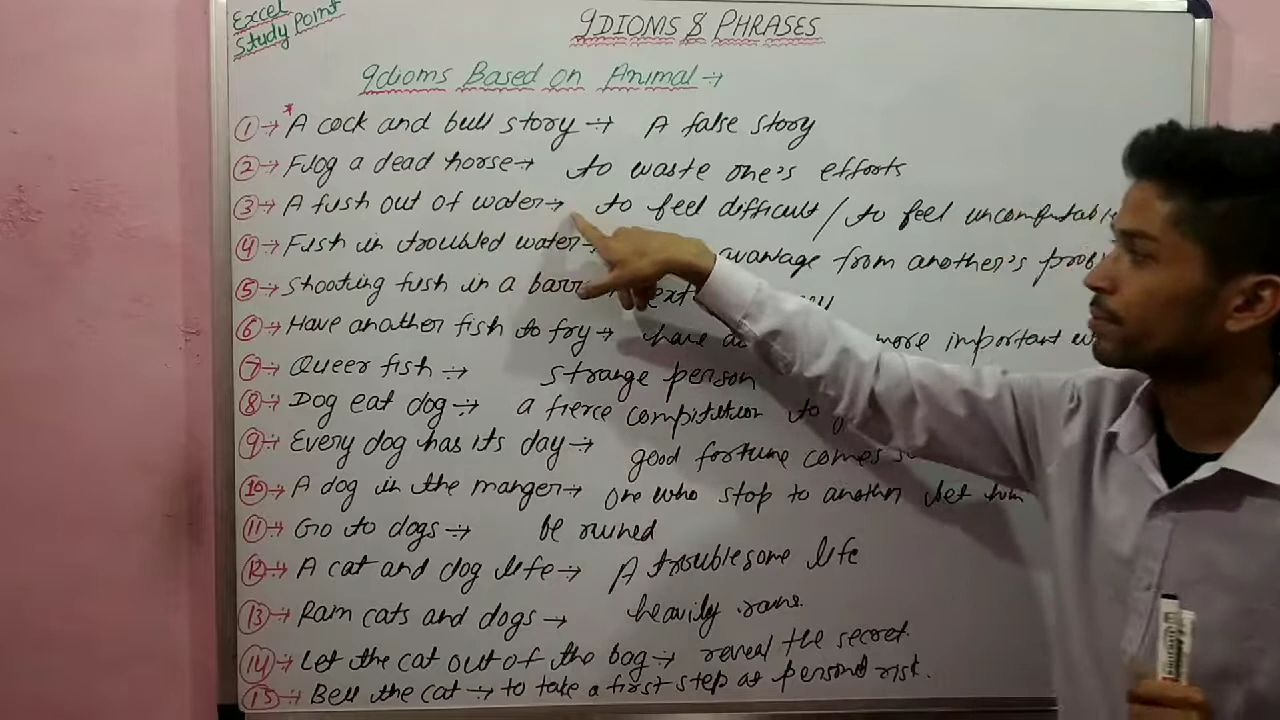 Excel
Study Point
IDIOMS & PHRASES
Idioms Based on Animal →
① → * A cock and bull story → A false story
② → Flog a dead horse → to waste one's efforts
③ → A fish out of water → to feel difficult / to feel
④ → Fish in troubled water → from another's
⑤ → Shooting fish in a
⑥ → Have another fish to fry → have more important
⑦ → Queer fish → strange person
⑧ → Dog eat dog → a fierce compitition to
⑨ → Every dog has its day → good fortune comes
⑩ → A dog in the manger → one who stop to another let him
⑪ → Go to dogs → be ruined
⑫ → A cat and dog life → A troublesome life
⑬ → Rain cats and dogs → heavily rains.
⑭ → Let the cat out of the bag → reveal the secret.
⑮ → Bell the cat → to take a first step at personal risk.